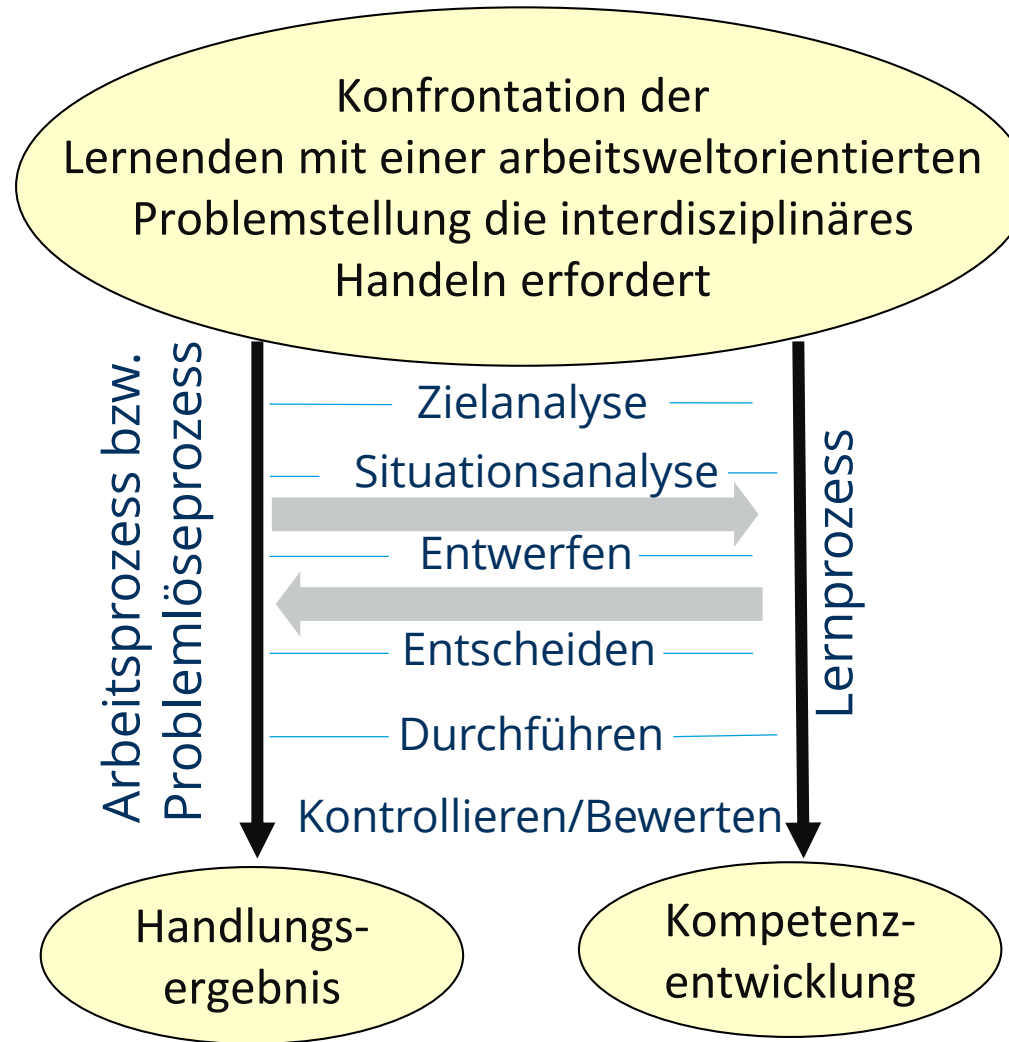 Konfrontation der
Lernenden mit einer arbeitsweltorientierten
Problemstellung die interdisziplinäres
Handeln erfordert
Arbeitsprozess bzw.
Problemlöseprozess
Zielanalyse
Situationsanalyse
Entwerfen
Entscheiden
Durchführen
Kontrollieren/Bewerten
Lernprozess
Handlungs-
ergebnis
Kompetenz-
entwicklung